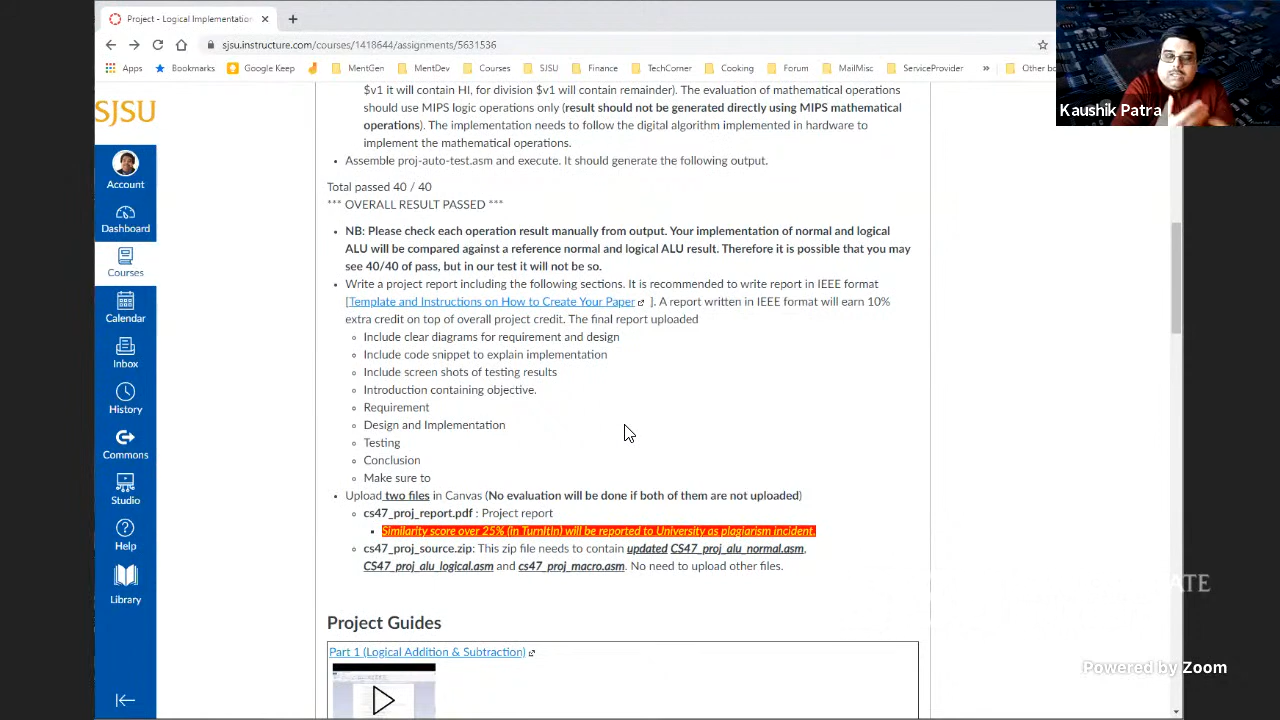 Project - Logical Implementation
sjsu.instructure.com/courses/1418644/assignments/5631536
Apps Bookmarks Google Keep MnttGen MentDev Courses SJSU Finance TechCorner Banking Forum MailMisc ServiceProvider » Other bo
Kaushik Patra
SJSU
Account
Dashboard
Courses
Calendar
Inbox
History
Commons
Studio
Help
Library
$v1 it will contain HI, for division $v1 will contain remainder). The evaluation of mathematical operations
should use MIPS logic operations only (result should not be generated directly using MIPS mathematical
operations). The implementation needs to follow the digital algorithm implemented in hardware to
implement the mathematical operations.
• Assemble proj-auto-test.asm and execute. It should generate the following output.
Total passed 40 / 40
*** OVERALL RESULT PASSED ***
• NB: Please check each operation result manually from output. Your implementation of normal and logical
ALU will be compared against a reference normal and logical ALU result. Therefore it is possible that you may
see 40/40 of pass, but in our test it will not be so.
• Write a project report including the following sections. It is recommended to write report in IEEE format
[Template and Instructions on How to Create Your Paper ]. A report written in IEEE format will earn 10%
extra credit on top of overall project credit. The final report uploaded
◦ Include clear diagrams for requirement and design
◦ Include code snippet to explain implementation
◦ Include screen shots of testing results
◦ Introduction containing objective.
◦ Requirement
◦ Design and Implementation
◦ Testing
◦ Conclusion
◦ Make sure to
• Upload two files in Canvas (No evaluation will be done if both of them are not uploaded)
◦ cs47_proj_report.pdf : Project report
▪ Similarity score over 25% (in TurnItIn) will be reported to University as plagiarism incident.
◦ cs47_proj_source.zip: This zip file needs to contain updated CS47_proj_alu_normal.asm,
CS47_proj_alu_logical.asm and cs47_proj_macro.asm. No need to upload other files.
Project Guides
Part 1 (Logical Addition & Subtraction)
Powered by Zoom